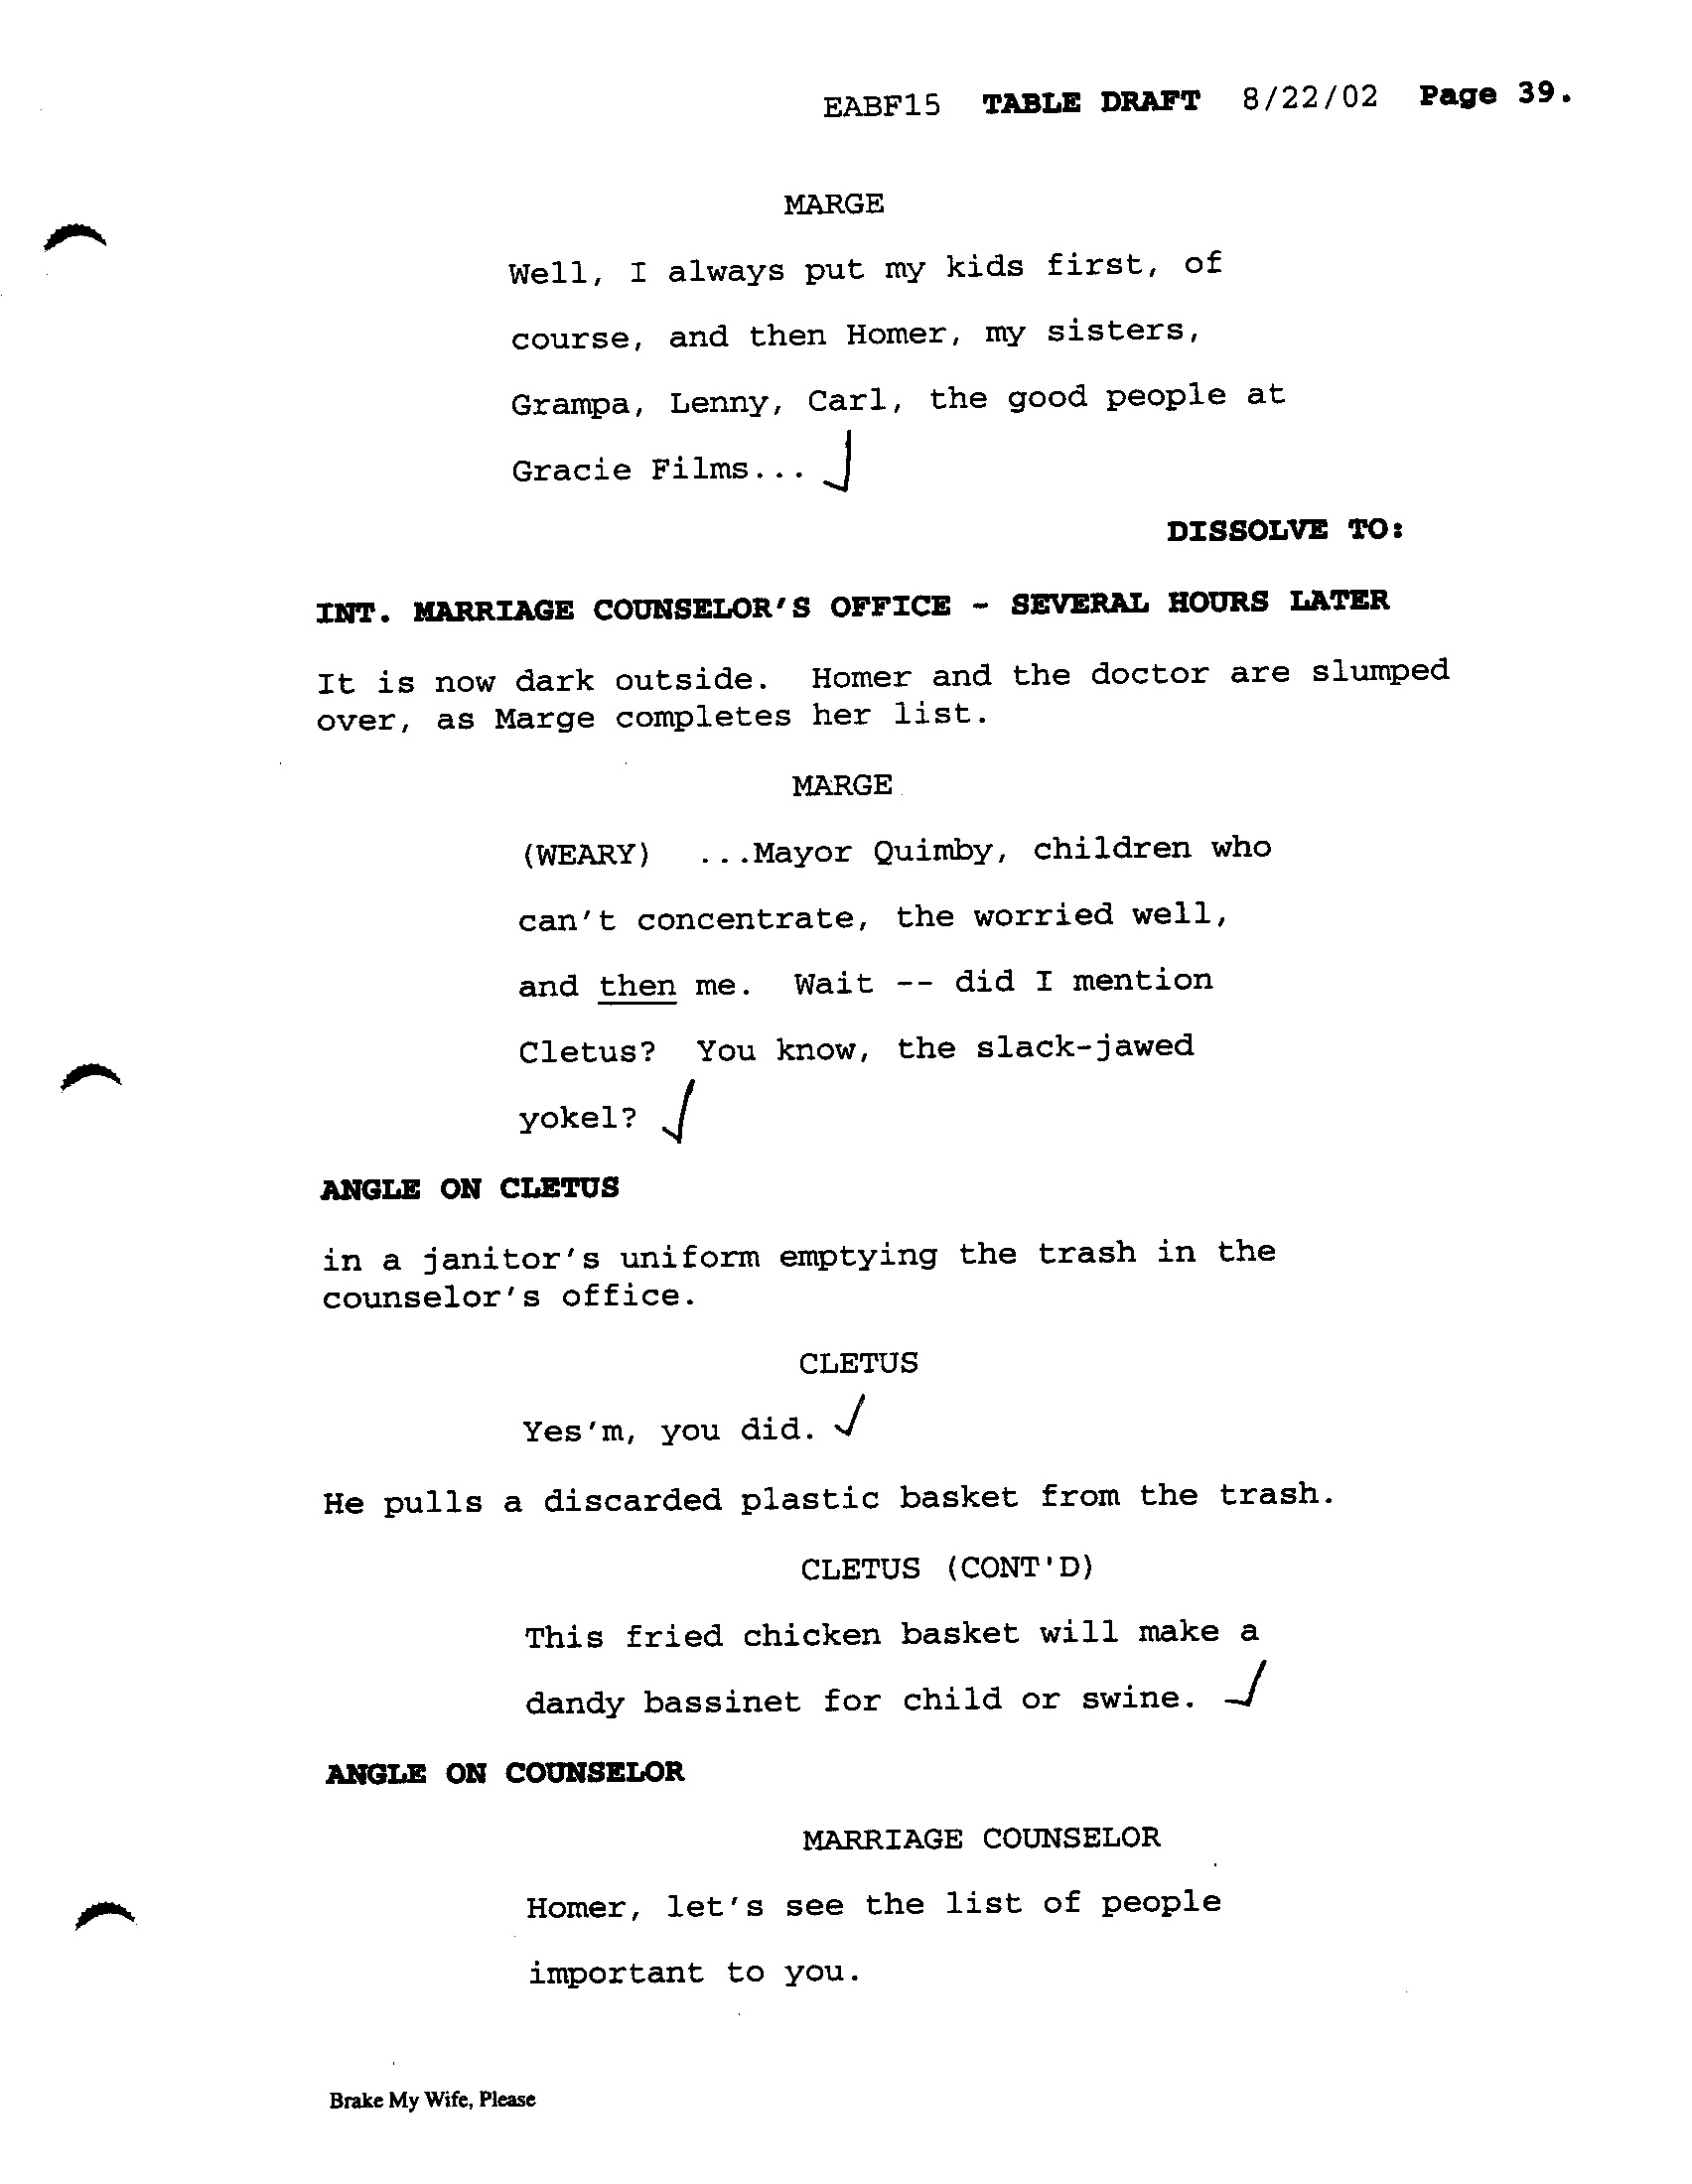 EABF15 TABLE DRAFT 8/22/02 Page 39.
MARGE
Well, I always put my kids first, of
course, and then Homer, my sisters,
Grampa, Lenny, Carl, the good people at
Gracie Films...
DISSOLVE TO:
INT. MARRIAGE COUNSELOR'S OFFICE - SEVERAL HOURS LATER
It is now dark outside. Homer and the doctor are slumped
over, as Marge completes her list.
MARGE
(WEARY) ...Mayor Quimby, children who
can't concentrate, the worried well,
and then me. Wait -- did I mention
Cletus? You know, the slack-jawed
yokel?
ANGLE ON CLETUS
in a janitor's uniform emptying the trash in the
counselor's office.
CLETUS
Yes'm, you did.
He pulls a discarded plastic basket from the trash.
CLETUS (CONT'D)
This fried chicken basket will make a
dandy bassinet for child or swine.
ANGLE ON COUNSELOR
MARRIAGE COUNSELOR
Homer, let's see the list of people
important to you.
Brake My Wife, Please